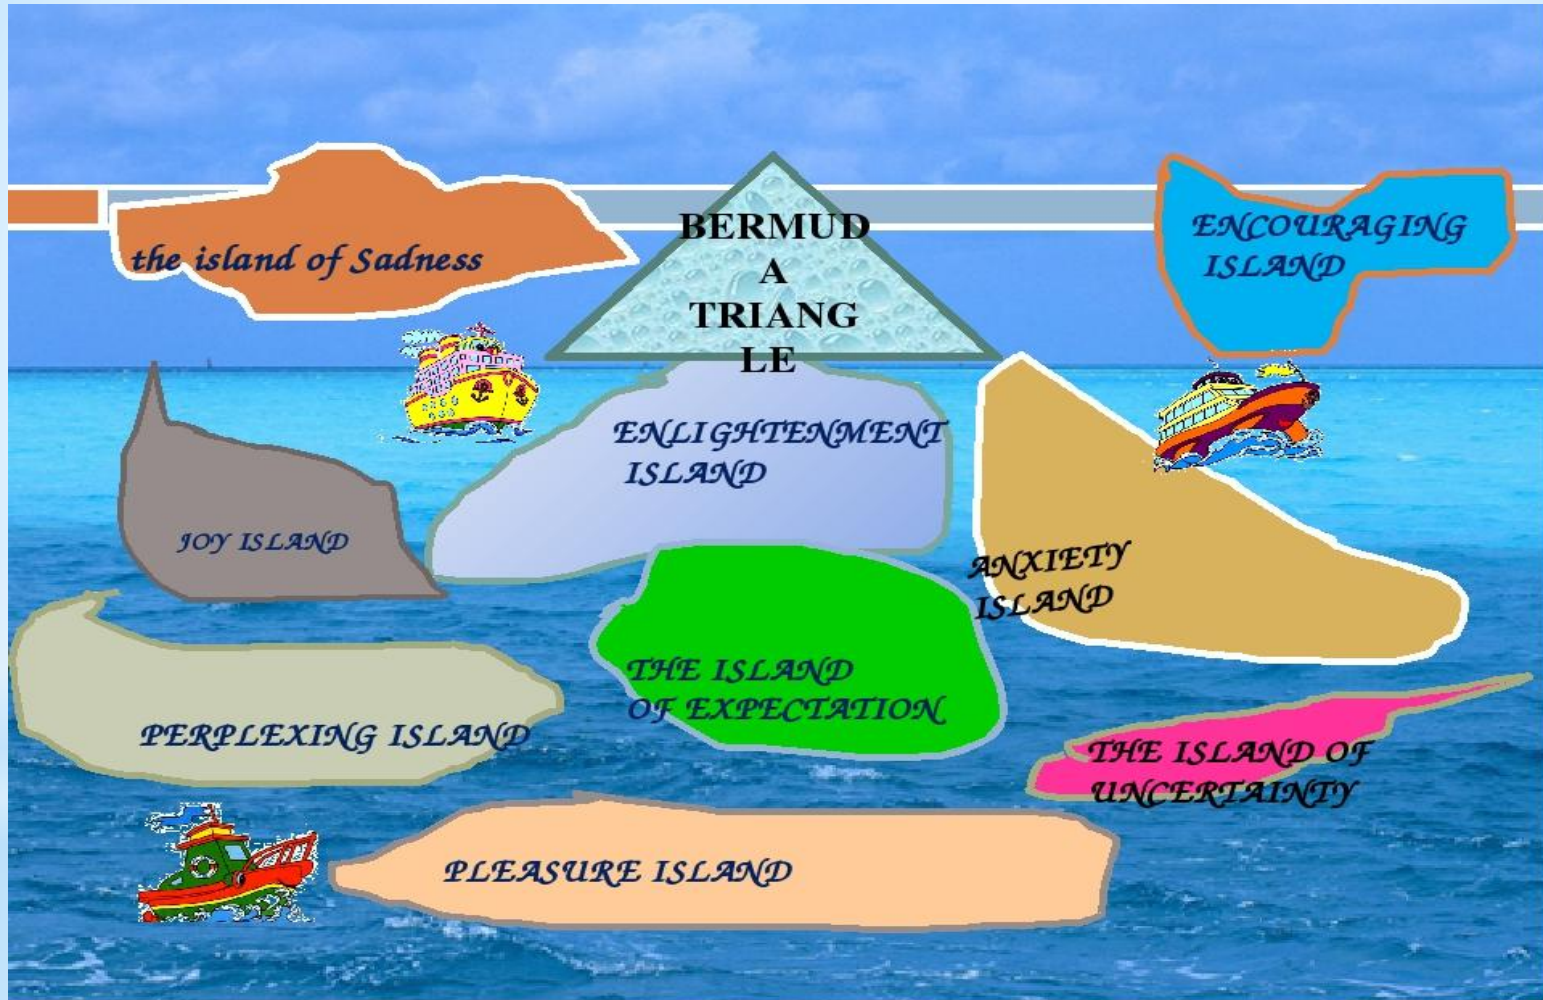 the island of Sadness
BERMUD
A
TRIANG
LE
ENCOURAGING
ISLAND
ENLIGHTENMENT
ISLAND
JOY ISLAND
ANXIETY
ISLAND
THE ISLAND
OF EXPECTATION
PERPLEXING ISLAND
THE ISLAND OF
UNCERTAINTY
PLEASURE ISLAND